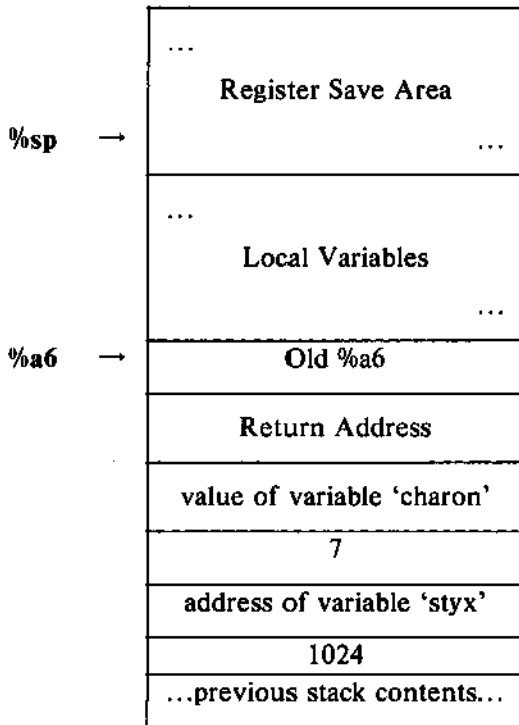 ...
Register Save Area
%sp →
...
...
Local Variables
...
%a6 → Old %a6
Return Address
value of variable ‘charon’
7
address of variable ‘styx’
1024
...previous stack contents...